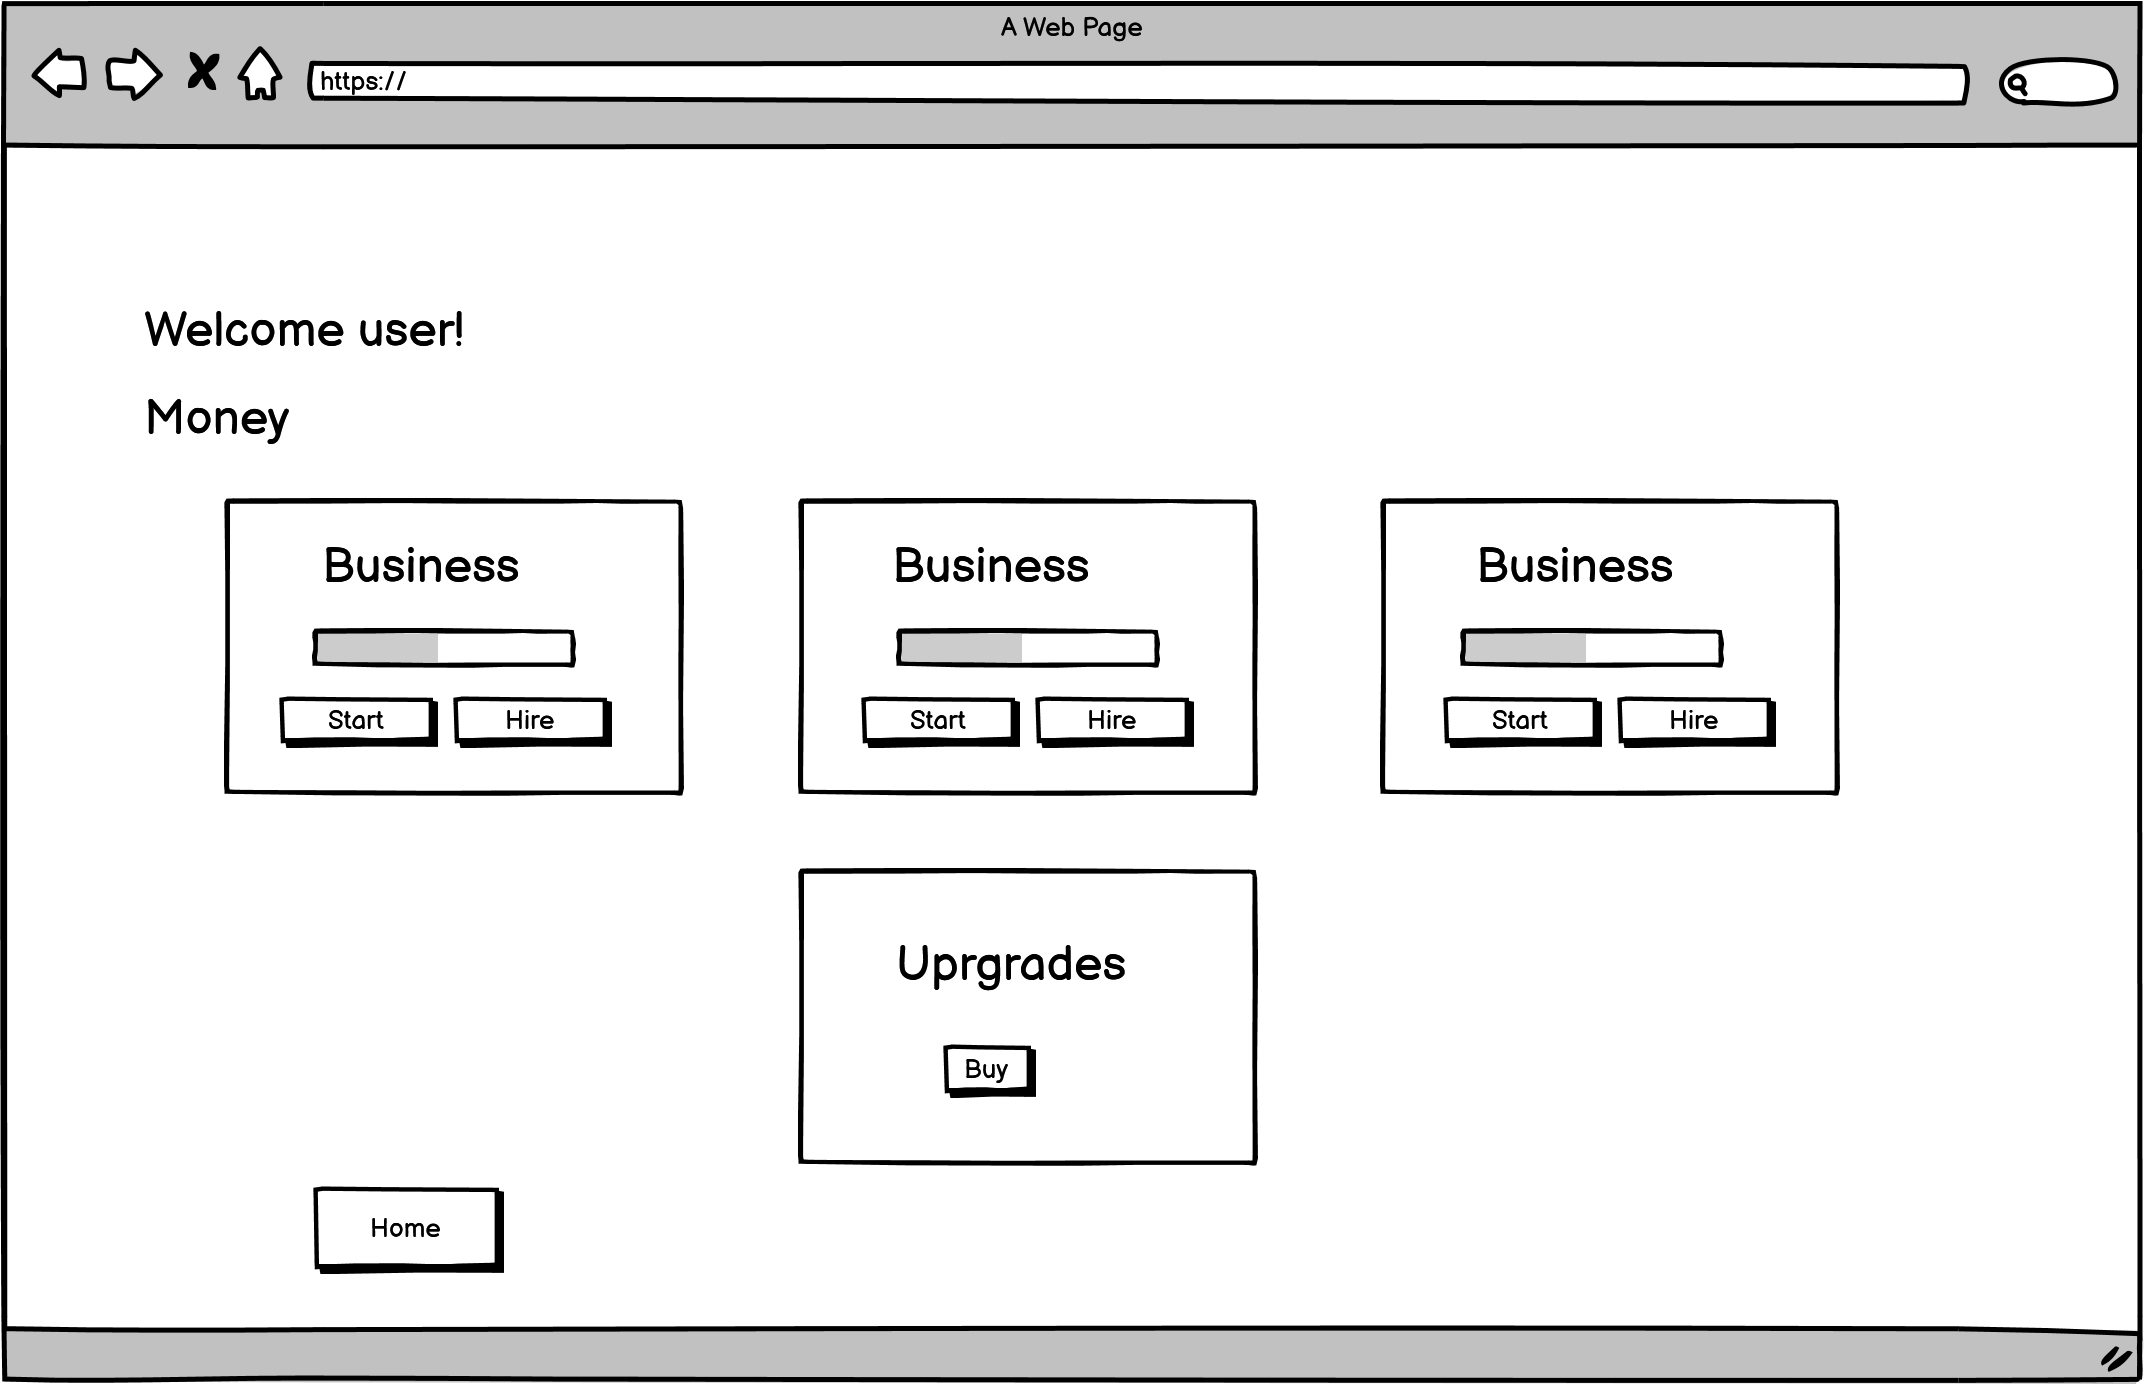 A Web Page
https://
Welcome user!
Money
Business
Business
Business
Start
Hire
Start
Hire
Start
Hire
Uprgrades
Buy
Home